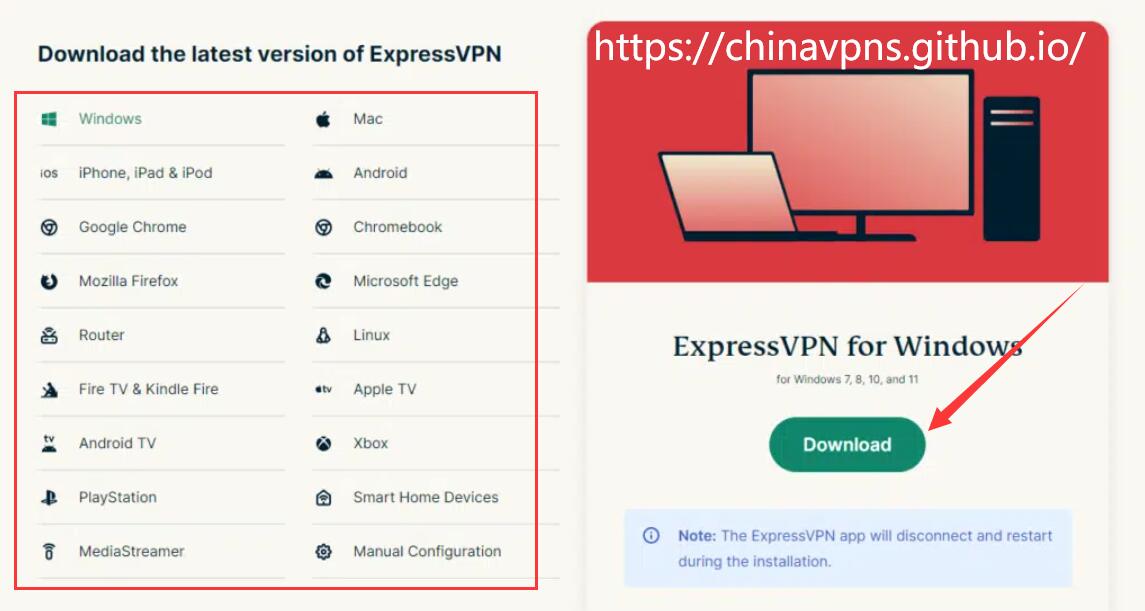 Download the latest version of ExpressVPN
Windows
Mac
iOS
iPhone, iPad & iPod
Android
Google Chrome
Chromebook
Mozilla Firefox
Microsoft Edge
Router
Linux
Fire TV & Kindle Fire
tv
Apple TV
tv
Android TV
Xbox
PlayStation
Smart Home Devices
MediaStreamer
Manual Configuration
https://chinavpns.github.io/
ExpressVPN for Windows
for Windows 7, 8, 10, and 11
Download
Note: The ExpressVPN app will disconnect and restart
during the installation.